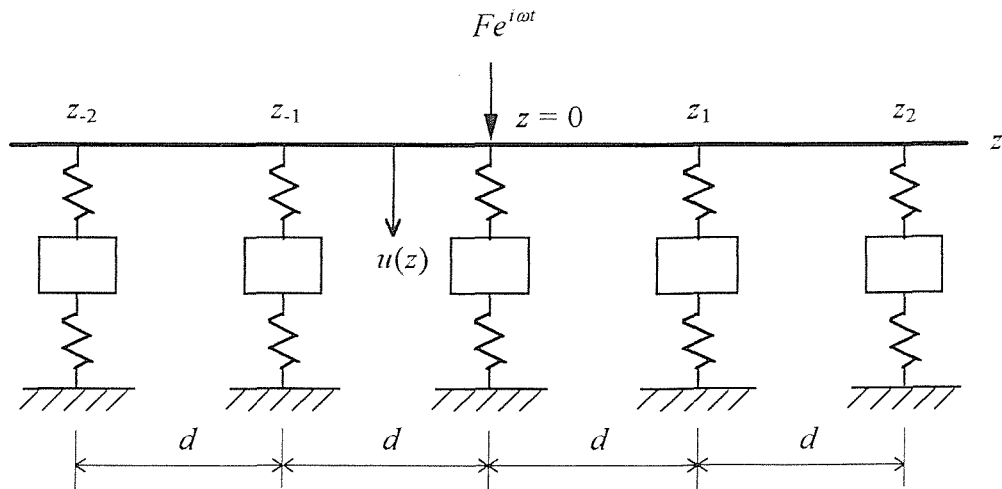 Fe^{iωt}
z_{-2} z_{-1} z = 0 z_1 z_2
z
u(z)
d d d d